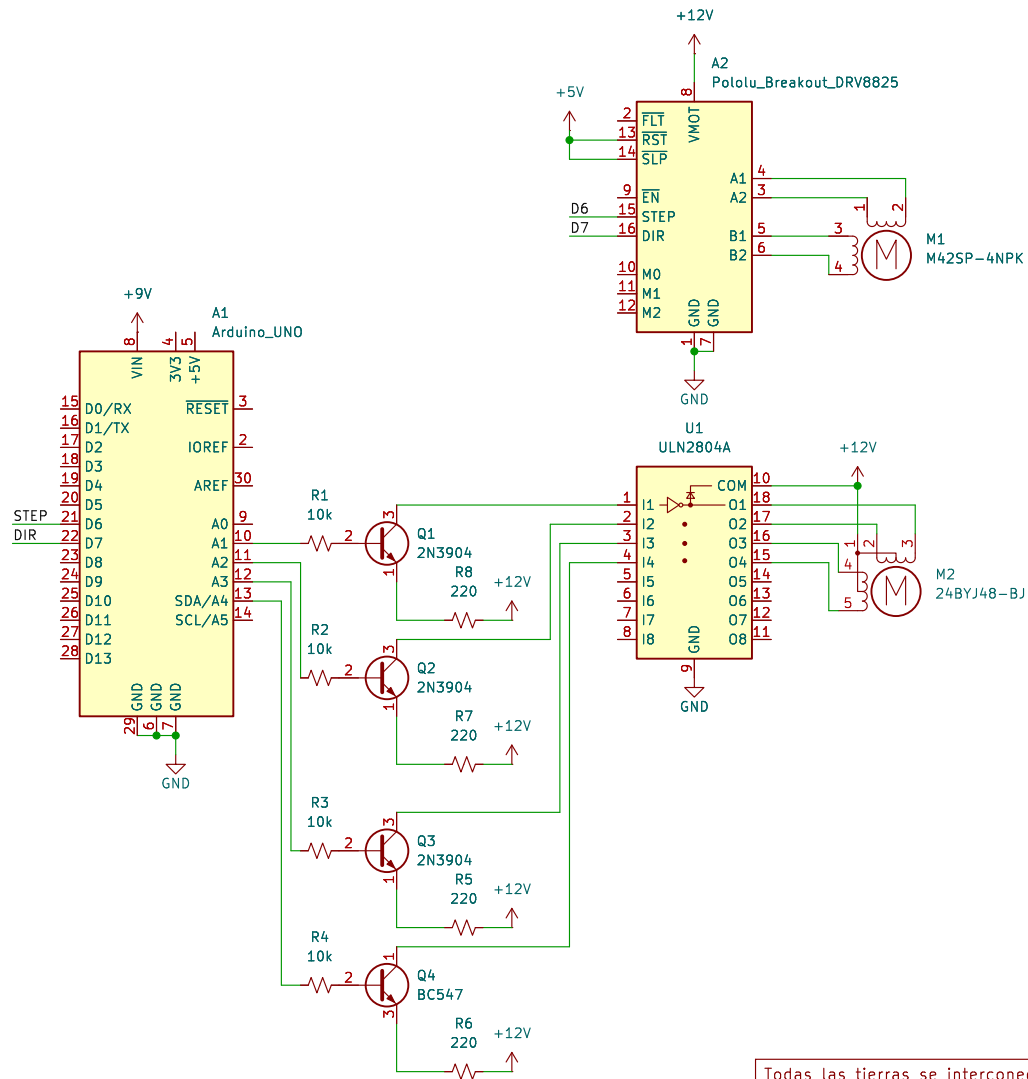 +12V
A2
Pololu_Breakout_DRV8825
+5V
8
VMOT
2
FLT
13
RST
14
SLP
9
EN
D6
15
STEP
D7
16
DIR
10
M0
11
M1
12
M2
A1
4
A2
3
B1
5
B2
6
1
2
3
4
M
M1
M42SP-4NPK
GND
GND
1
7
GND
+9V
A1
Arduino_UNO
8
4
5
VIN
3V3
+5V
15
D0/RX
16
D1/TX
17
D2
18
D3
19
D4
20
D5
STEP
21
D6
DIR
22
D7
23
D8
24
D9
25
D10
26
D11
27
D12
28
D13
RESET
3
IOREF
2
AREF
30
A0
9
A1
10
A2
11
A3
12
SDA/A4
13
SCL/A5
14
GND
GND
GND
29
6
7
GND
R1
10k
2
3
1
Q1
2N3904
R8
220
+12V
R2
10k
2
3
1
Q2
2N3904
R7
220
+12V
R3
10k
2
3
1
Q3
2N3904
R5
220
+12V
R4
10k
2
1
3
Q4
BC547
R6
220
+12V
U1
ULN2804A
1
I1
2
I2
3
I3
4
I4
5
I5
6
I6
7
I7
8
I8
COM
10
O1
18
O2
17
O3
16
O4
15
O5
14
O6
13
O7
12
O8
11
GND
9
GND
+12V
1
2
3
4
5
M
M2
24BYJ48-BJ
Todas las tierras se interconec